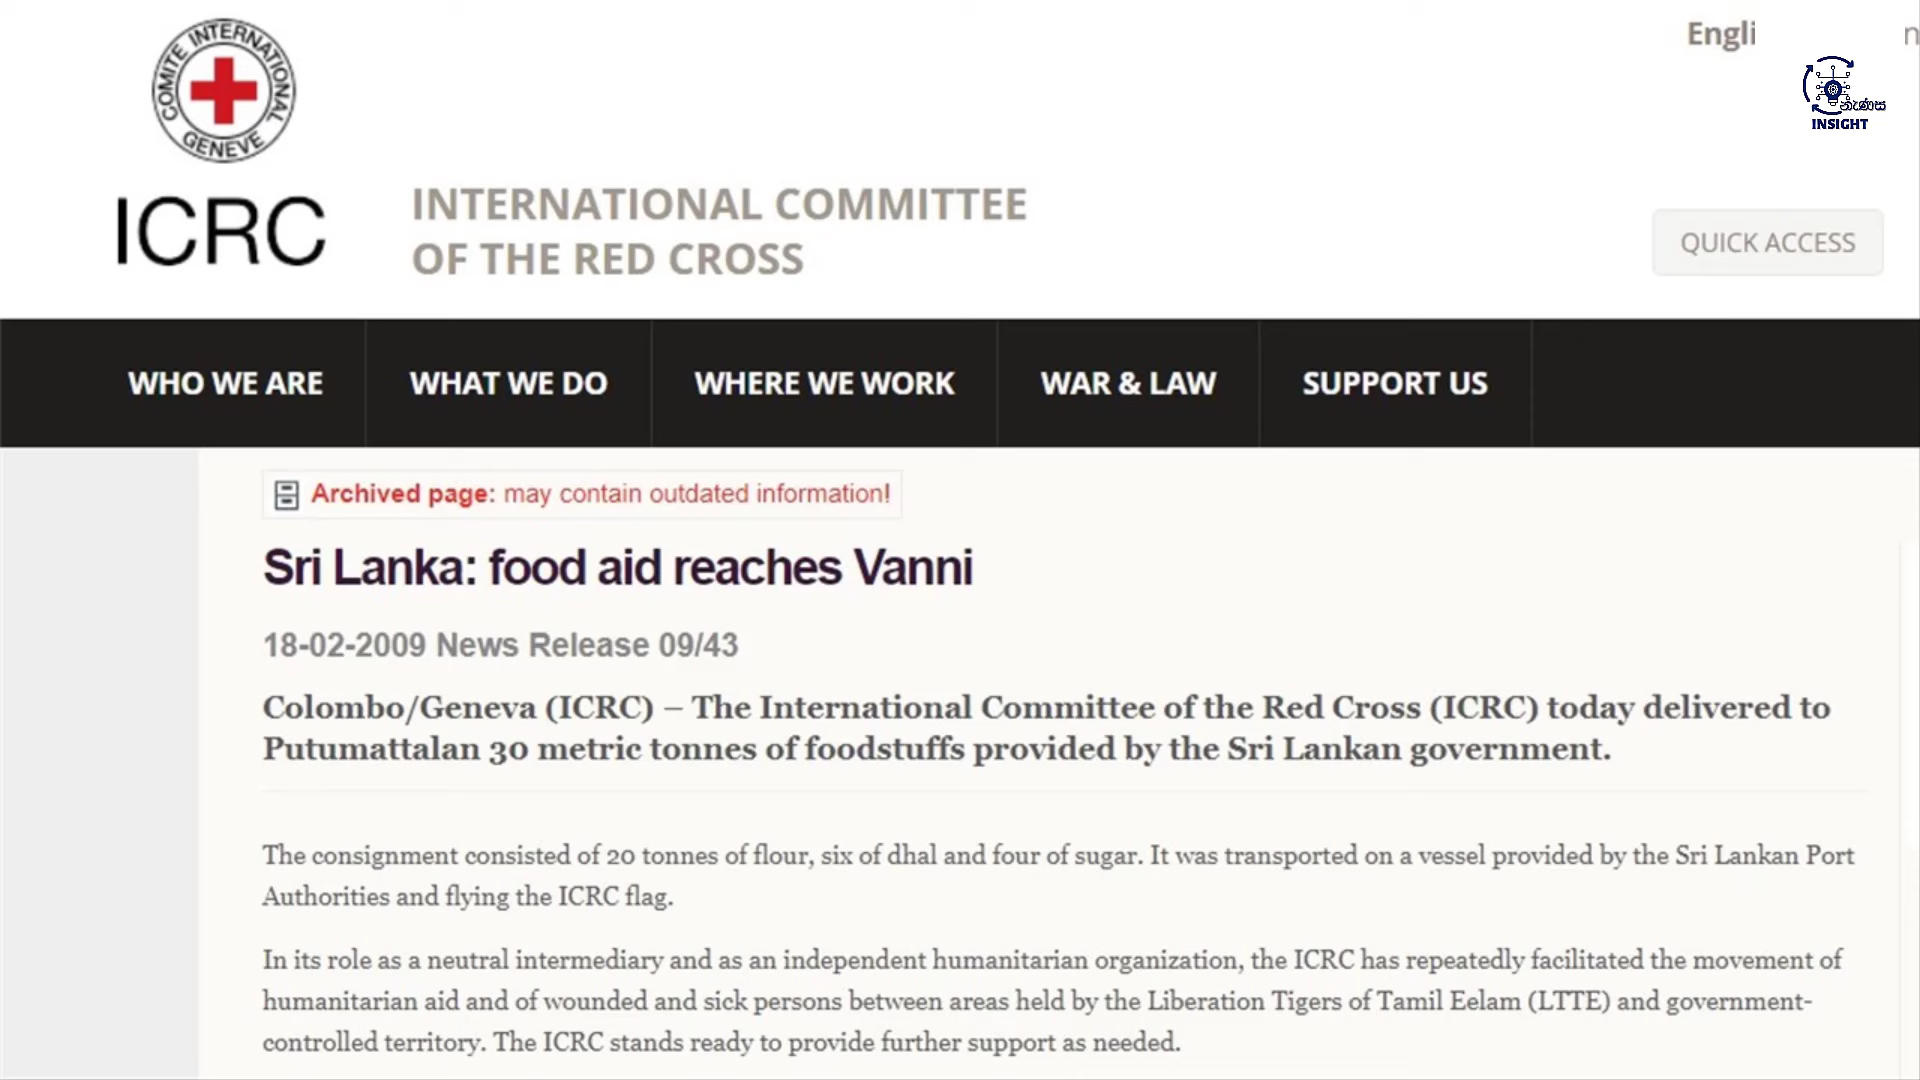 COMITE INTERNATIONAL
GENEVE
ICRC
INTERNATIONAL COMMITTEE
OF THE RED CROSS
Engli
n
නැණස
INSIGHT
QUICK ACCESS
WHO WE ARE
WHAT WE DO
WHERE WE WORK
WAR & LAW
SUPPORT US
Archived page: may contain outdated information!
Sri Lanka: food aid reaches Vanni
18-02-2009 News Release 09/43
Colombo/Geneva (ICRC) – The International Committee of the Red Cross (ICRC) today delivered to
Putumattalan 30 metric tonnes of foodstuffs provided by the Sri Lankan government.
The consignment consisted of 20 tonnes of flour, six of dhal and four of sugar. It was transported on a vessel provided by the Sri Lankan Port
Authorities and flying the ICRC flag.
In its role as a neutral intermediary and as an independent humanitarian organization, the ICRC has repeatedly facilitated the movement of
humanitarian aid and of wounded and sick persons between areas held by the Liberation Tigers of Tamil Eelam (LTTE) and government-
controlled territory. The ICRC stands ready to provide further support as needed.